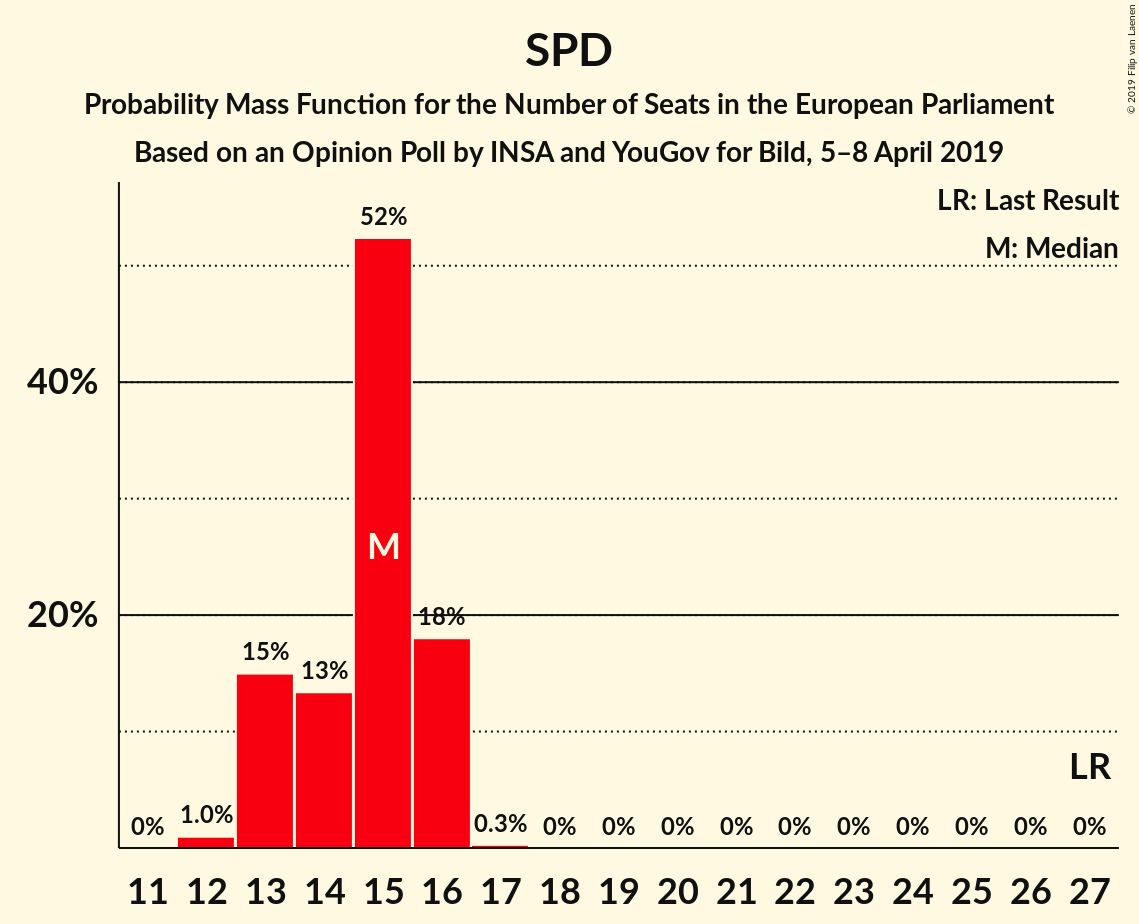 SPD
Probability Mass Function for the Number of Seats in the European Parliament
Based on an Opinion Poll by INSA and YouGov for Bild, 5–8 April 2019
© 2019 Filip van Laenen
LR: Last Result
M: Median
40%
20%
0% 1.0% 15% 13% 52% 18% 0.3% 0% 0% 0% 0% 0% 0% 0% 0% 0% 0%
M
LR
11 12 13 14 15 16 17 18 19 20 21 22 23 24 25 26 27